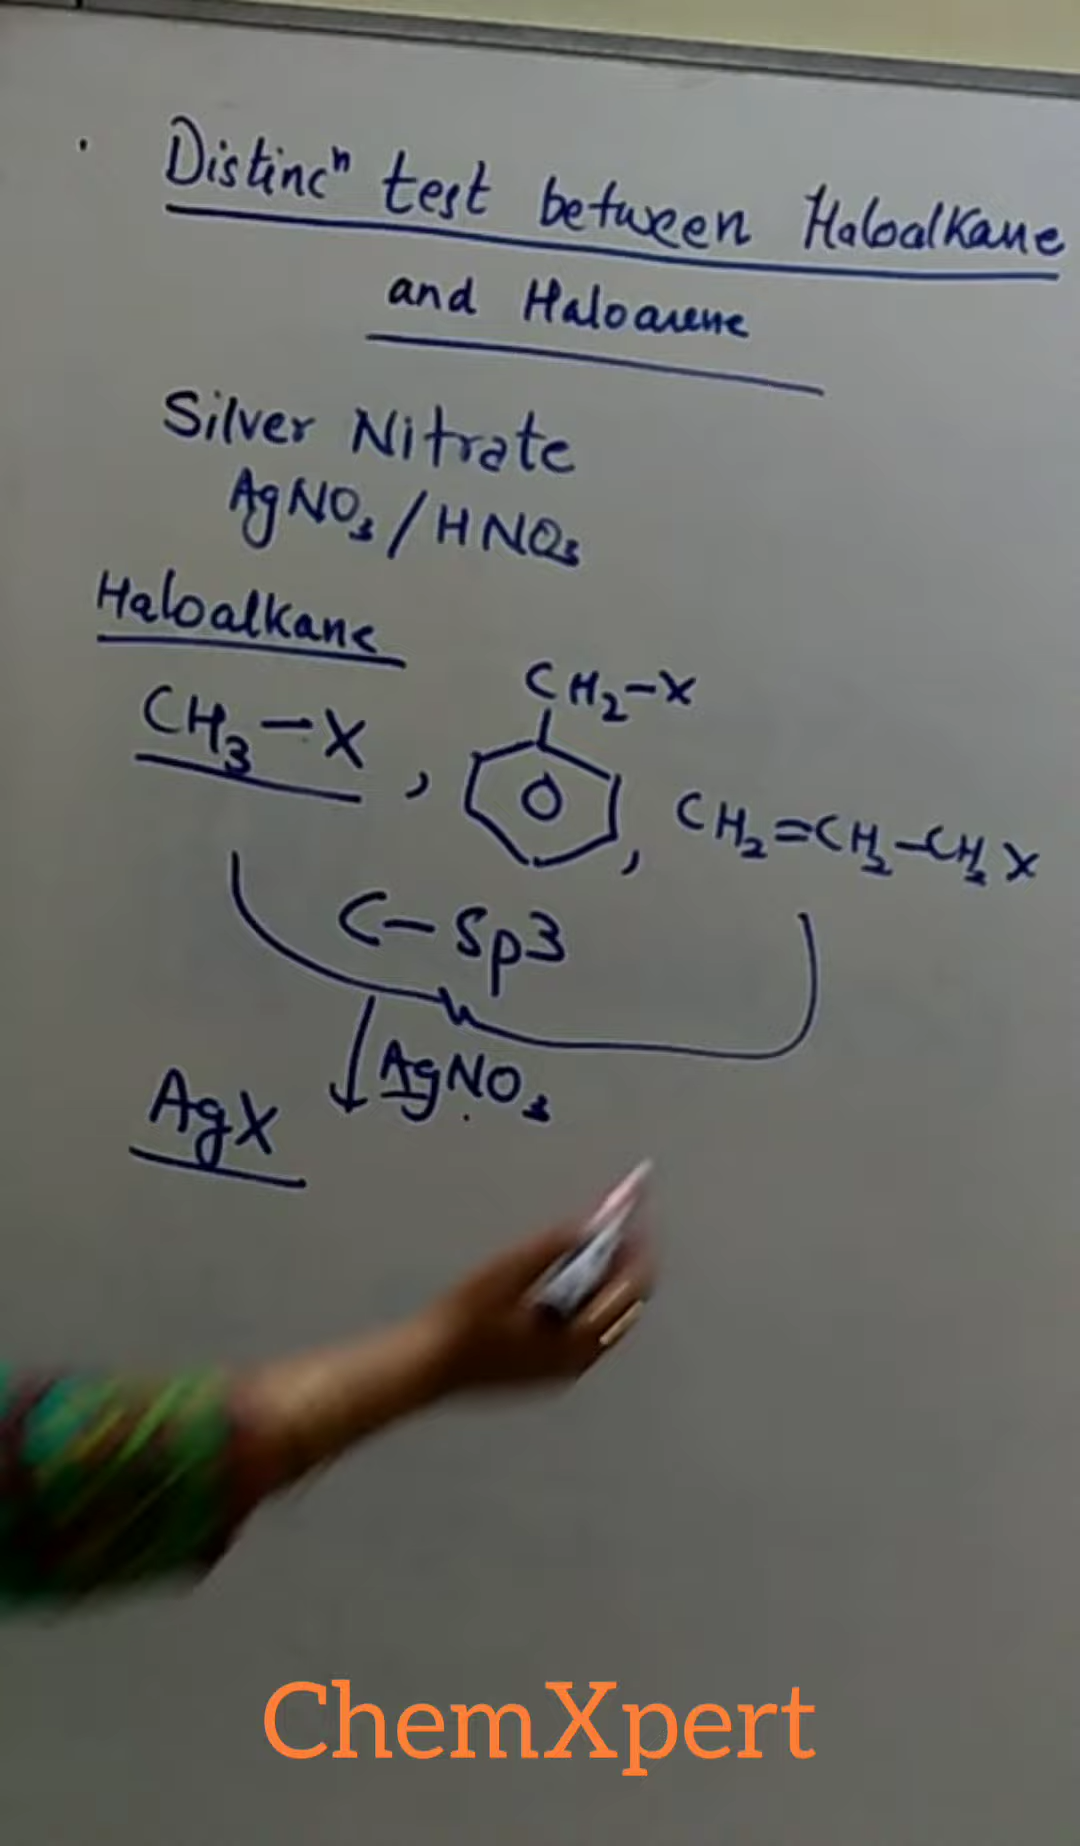 Distincⁿ test between Haloalkane
and Haloarene
Silver Nitrate
AgNO₃/HNO₃
Haloalkane
CH₂-X
CH₃-X , , CH₂=CH₂-CH₂X
C-Sp3
AgNO₃
AgX
ChemXpert